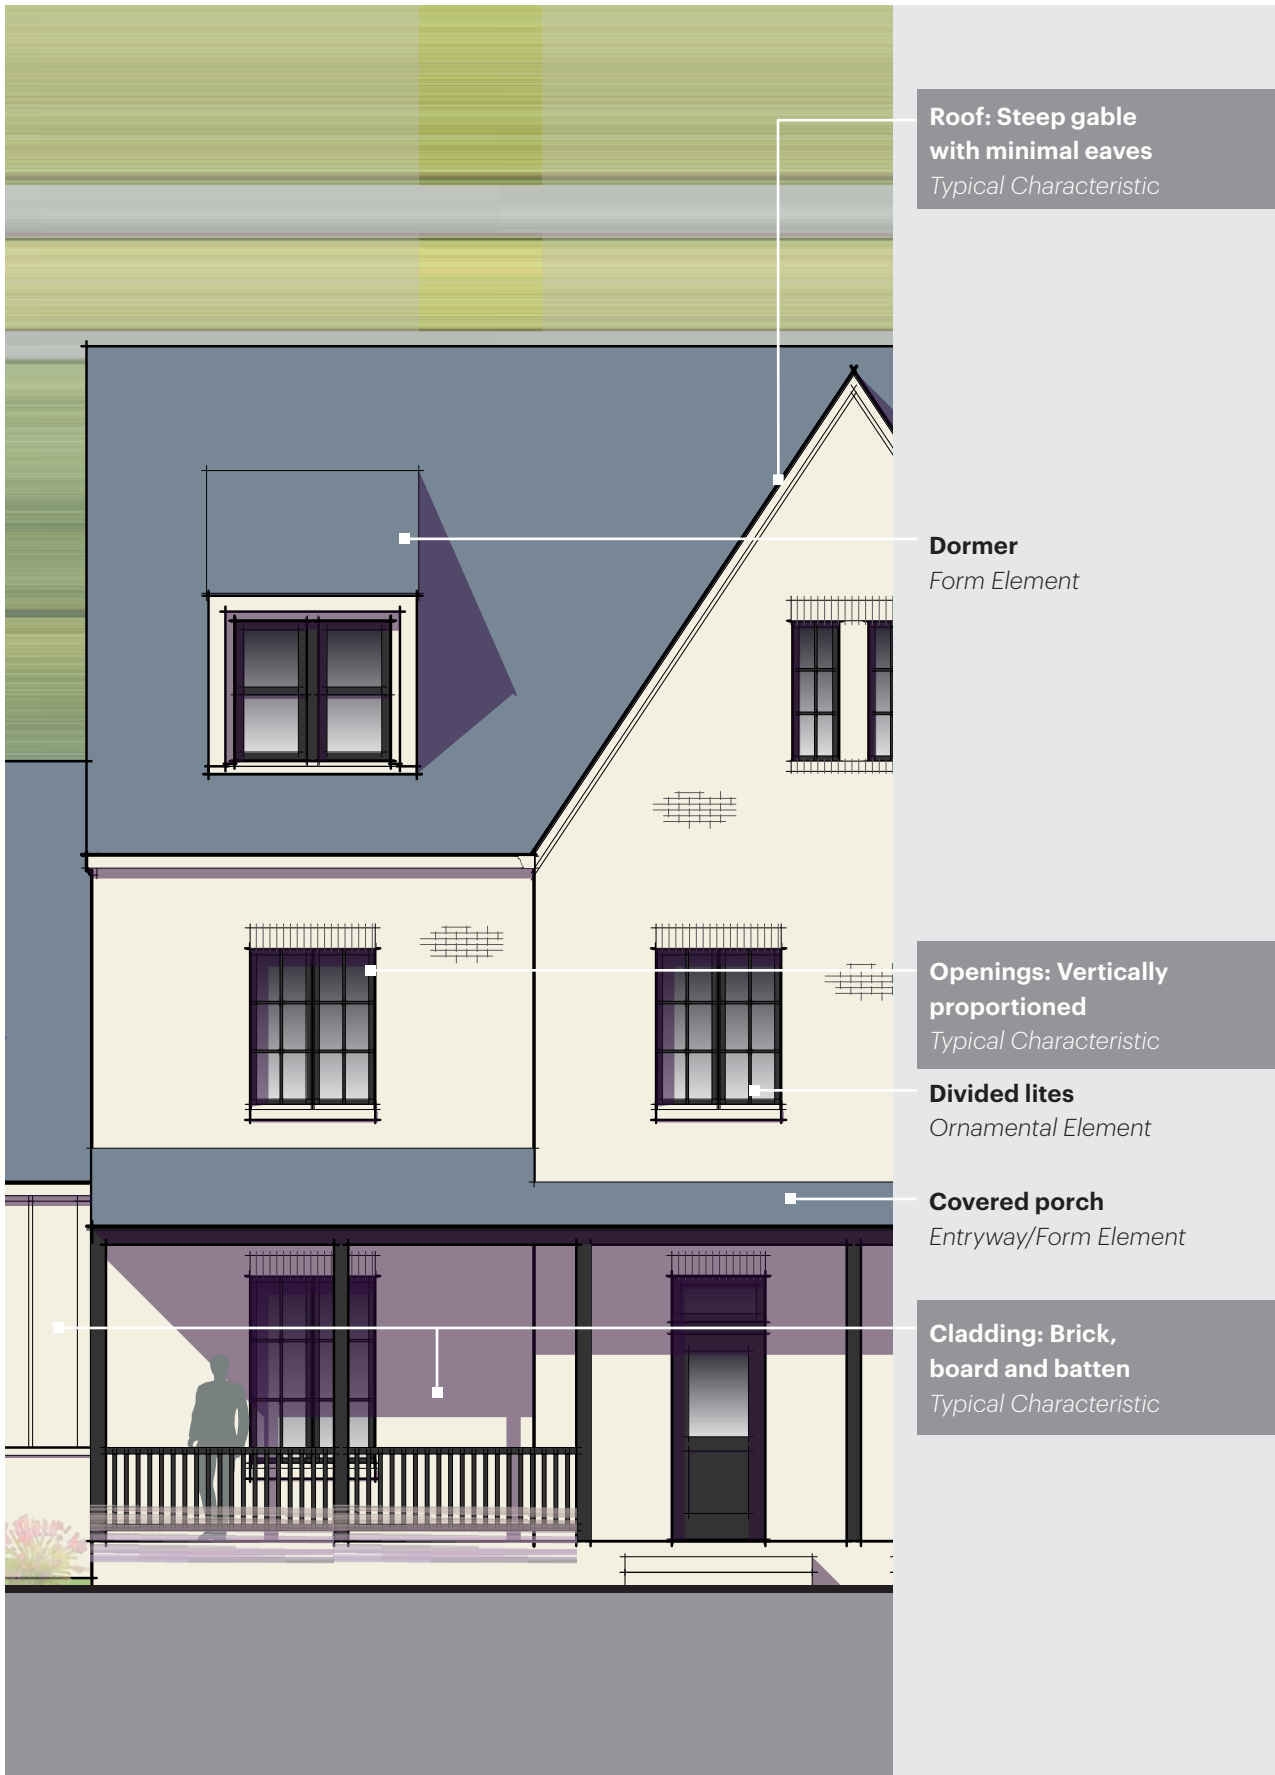 Roof: Steep gable
with minimal eaves
Typical Characteristic
Dormer
Form Element
Openings: Vertically
proportioned
Typical Characteristic
Divided lites
Ornamental Element
Covered porch
Entryway/Form Element
Cladding: Brick,
board and batten
Typical Characteristic